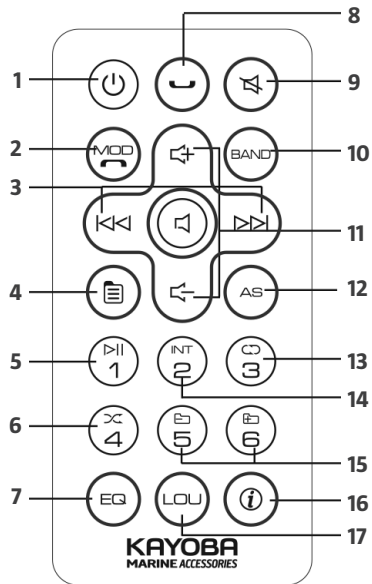 8
1
9
2
MOD
BAND
10
3
11
4
AS
12
5
1
INT
2
3
13
14
6
4
5
6
15
7
EQ
LOU
i
16
17
KAYOBA
MARINE ACCESSORIES